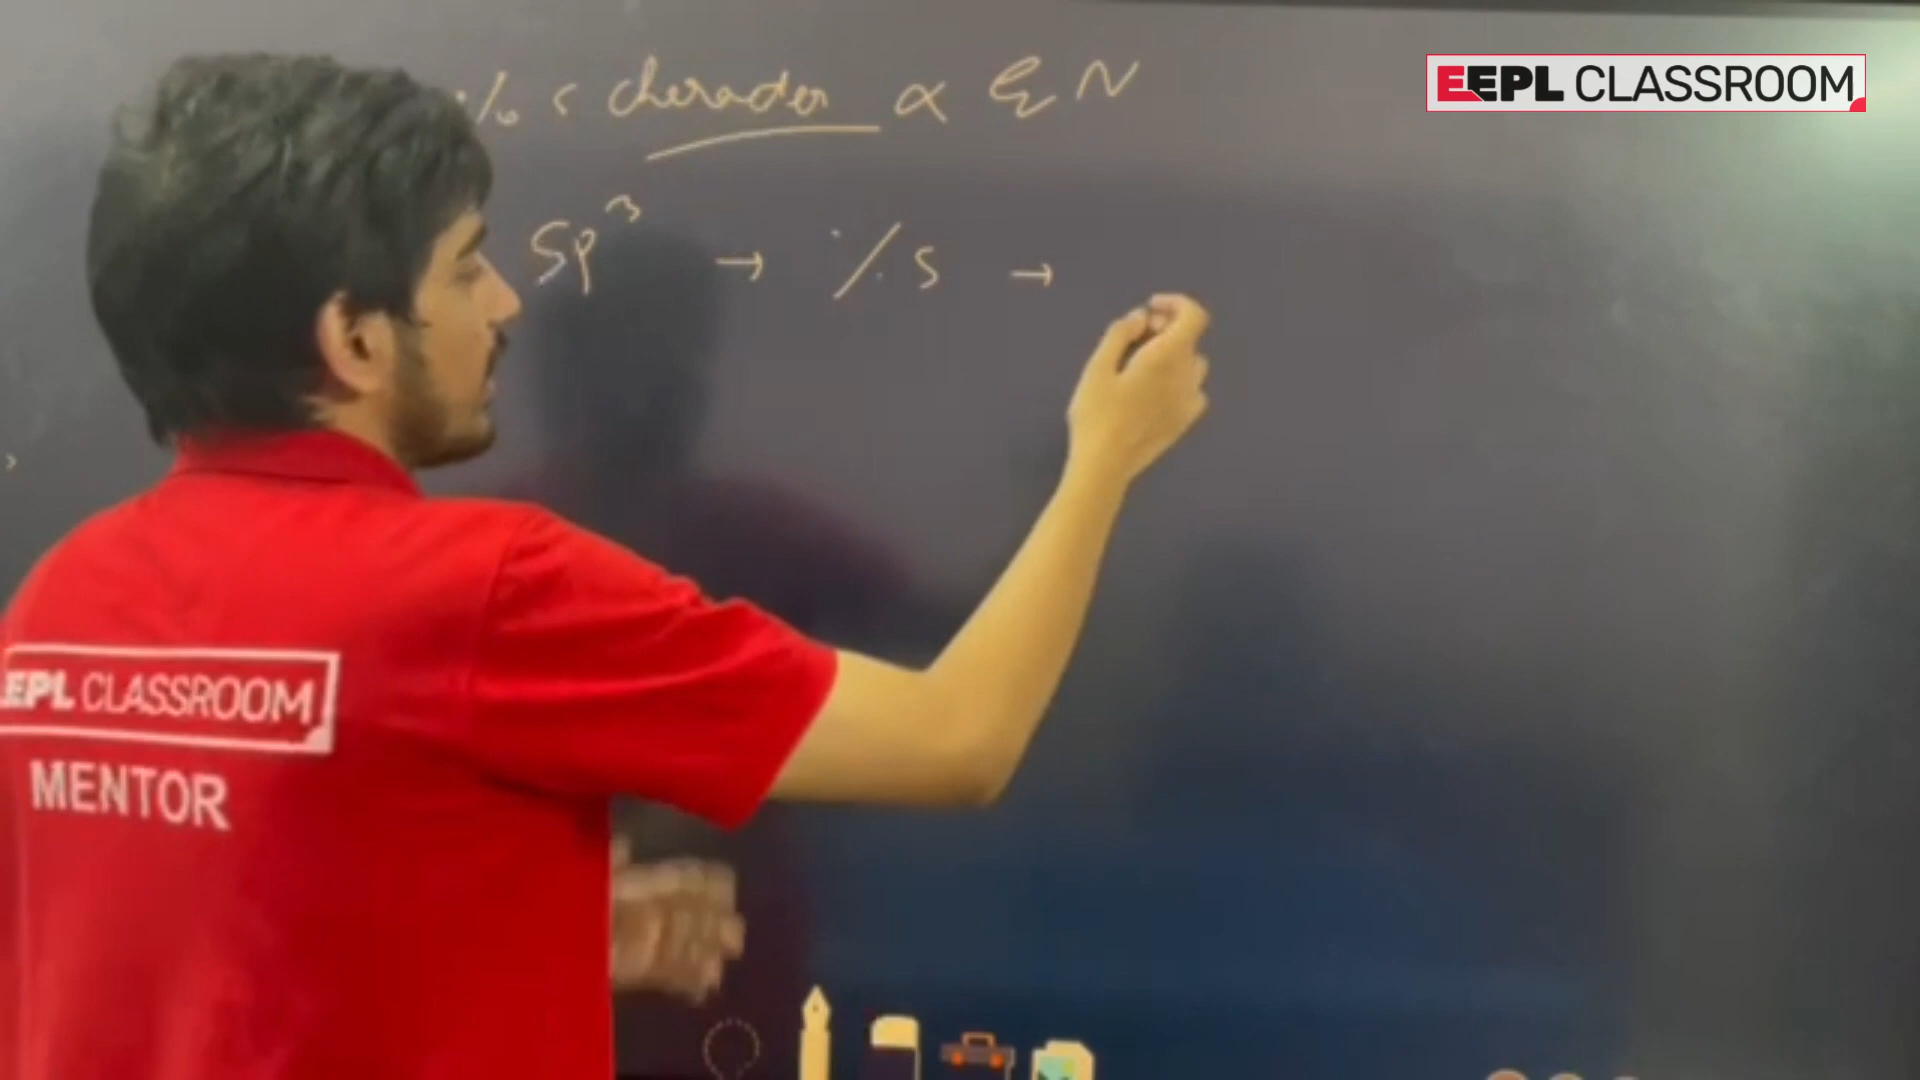 EEPL CLASSROOM
% s character ∝ EN
sp³ → % s →
EPL CLASSROOM
MENTOR